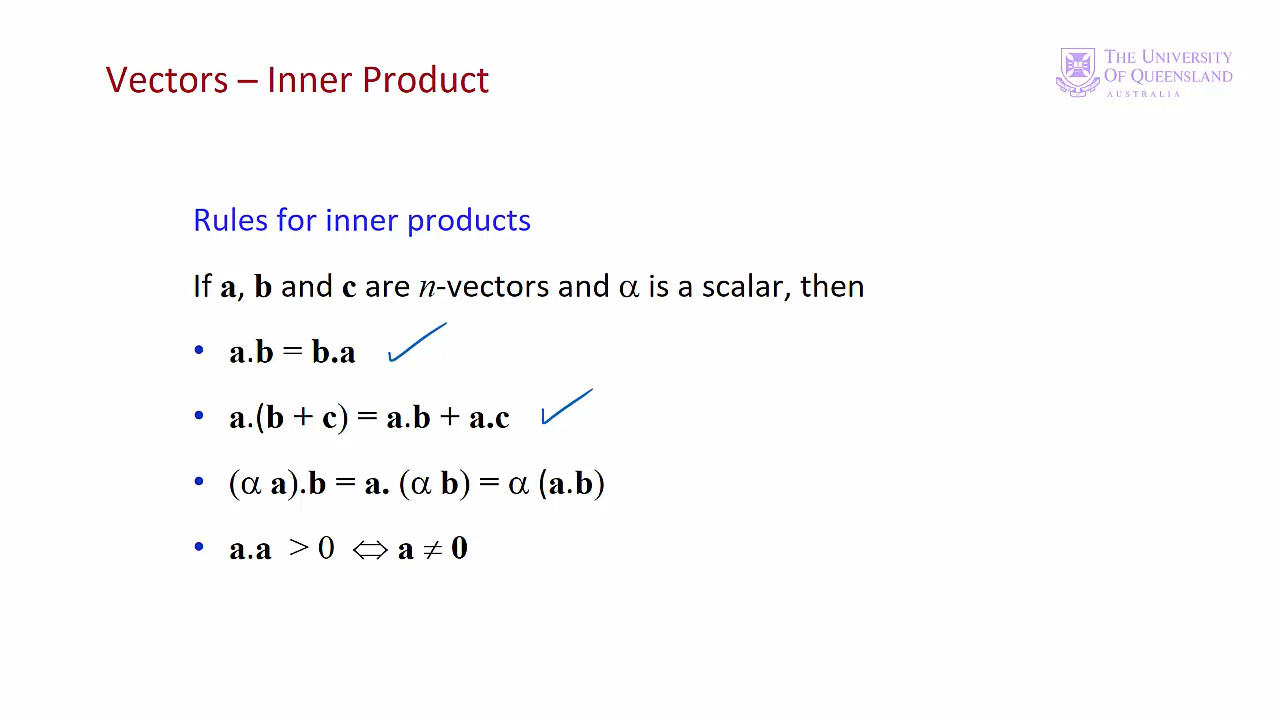 Vectors – Inner Product
THE UNIVERSITY
OF QUEENSLAND
AUSTRALIA
Rules for inner products
If a, b and c are n-vectors and α is a scalar, then
• a.b = b.a
• a.(b + c) = a.b + a.c
• (α a).b = a. (α b) = α (a.b)
• a.a > 0 ⇔ a ≠ 0